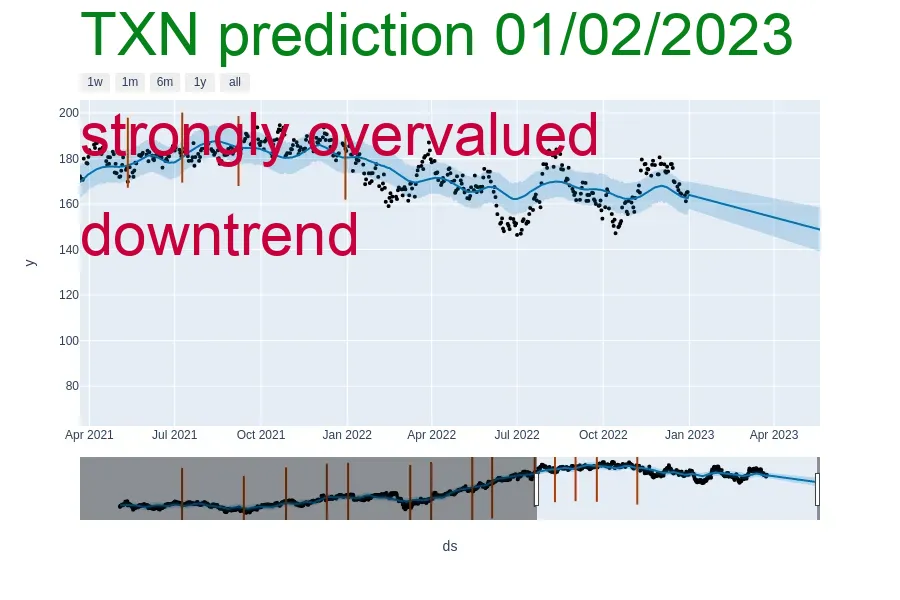 TXN prediction 01/02/2023
1w 1m 6m 1y all
200
strongly overvalued
180
160
downtrend
140
y
120
100
80
Apr 2021 Jul 2021 Oct 2021 Jan 2022 Apr 2022 Jul 2022 Oct 2022 Jan 2023 Apr 2023
ds